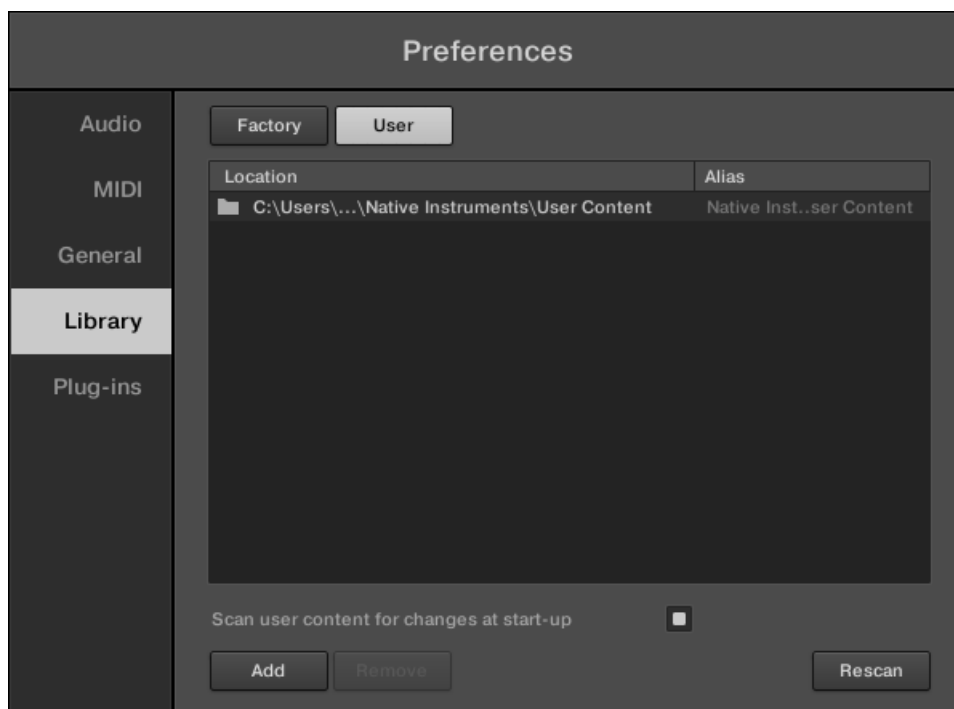 Preferences
Audio
MIDI
General
Library
Plug-ins
Factory User
Location Alias
C:\Users\...\Native Instruments\User Content Native Inst..ser Content
Scan user content for changes at start-up
Add Remove Rescan